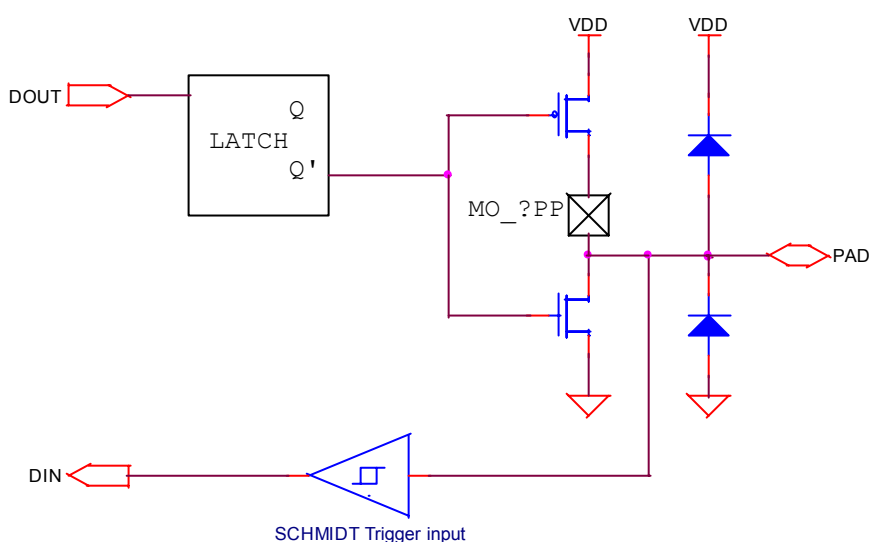 VDD
VDD
DOUT
Q
LATCH
Q'
MO_?PP
PAD
DIN
SCHMIDT Trigger input